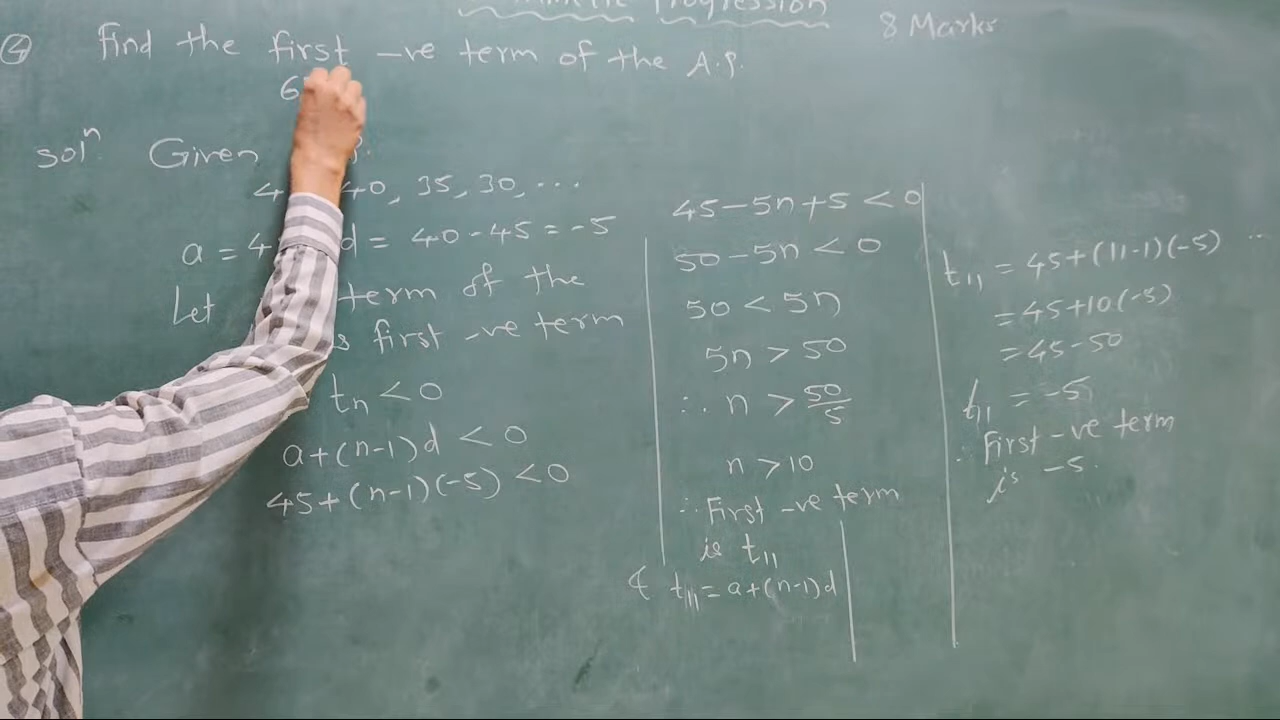 Progression
8 Marks
④ Find the first -ve term of the A.P.
6
solⁿ. Given
4 40, 35, 30, ...
a = 4 d = 40 - 45 = -5
Let term of the
is first -ve term
tn < 0
a+(n-1)d < 0
45+(n-1)(-5) < 0
45-5n+5 < 0
50-5n < 0
50 < 5n
5n > 50
∴ n > 50/5
n > 10
∴ First -ve term
is t11
& t11 = a+(n-1)d
t11 = 45+(11-1)(-5)
= 45+10(-5)
= 45-50
t11 = -5
∴ First -ve term
is -5.